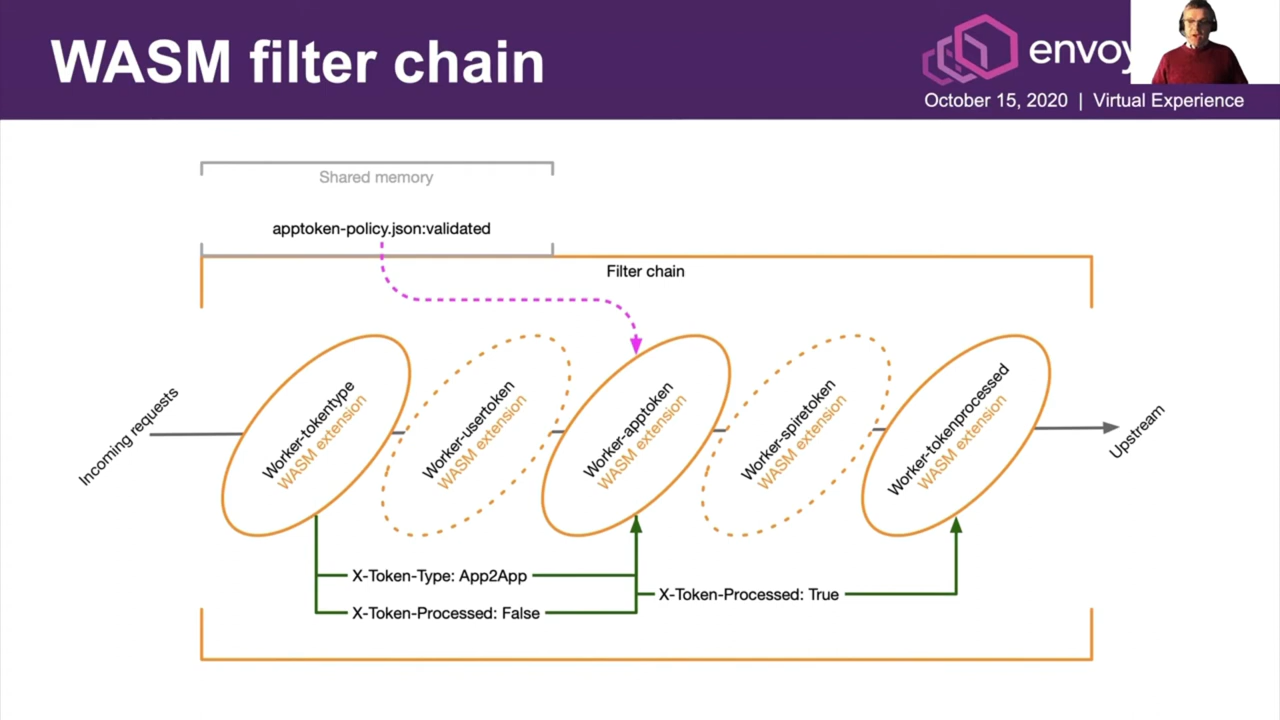 WASM filter chain
envoy
October 15, 2020 | Virtual Experience
Shared memory
apptoken-policy.json:validated
Filter chain
Incoming requests
Worker-tokentype
WASM extension
Worker-usertoken
WASM extension
Worker-apptoken
WASM extension
Worker-spiretoken
WASM extension
Worker-tokenprocessed
WASM extension
Upstream
X-Token-Type: App2App
X-Token-Processed: False
X-Token-Processed: True